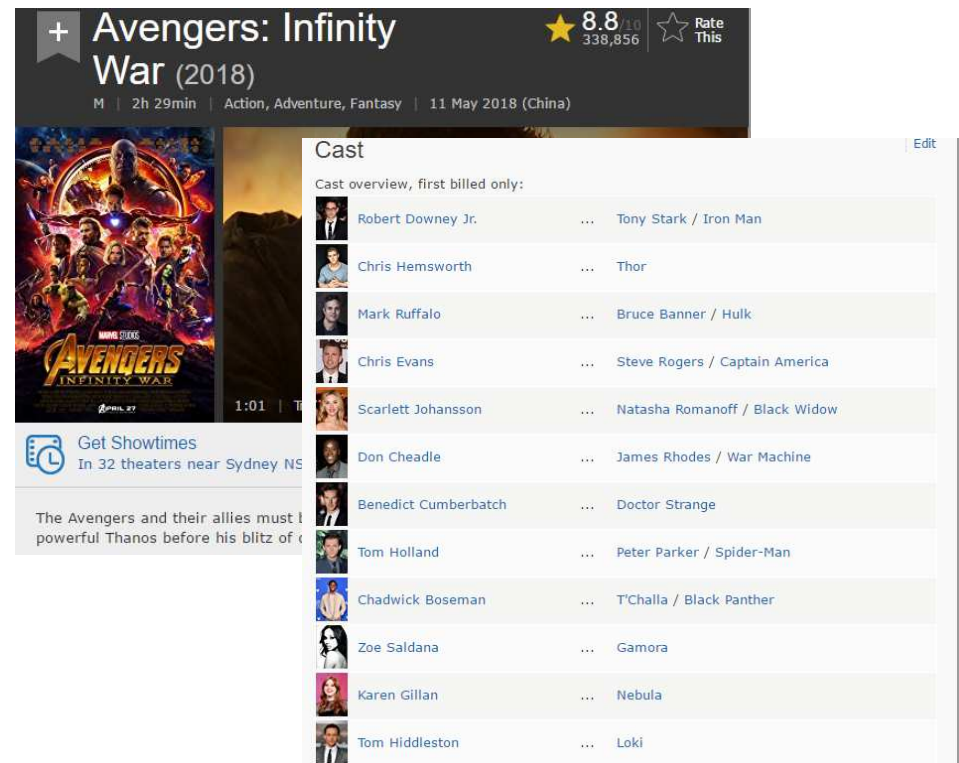 Avengers: Infinity
War (2018)
8.8/10
338,856
Rate
This
M | 2h 29min | Action, Adventure, Fantasy | 11 May 2018 (China)
MARVEL STUDIOS
AVENGERS
INFINITY WAR
APRIL 27
1:01
Get Showtimes
In 32 theaters near Sydney NS
The Avengers and their allies must
powerful Thanos before his blitz of
Cast
Edit
Cast overview, first billed only:
Robert Downey Jr. ... Tony Stark / Iron Man
Chris Hemsworth ... Thor
Mark Ruffalo ... Bruce Banner / Hulk
Chris Evans ... Steve Rogers / Captain America
Scarlett Johansson ... Natasha Romanoff / Black Widow
Don Cheadle ... James Rhodes / War Machine
Benedict Cumberbatch ... Doctor Strange
Tom Holland ... Peter Parker / Spider-Man
Chadwick Boseman ... T'Challa / Black Panther
Zoe Saldana ... Gamora
Karen Gillan ... Nebula
Tom Hiddleston ... Loki